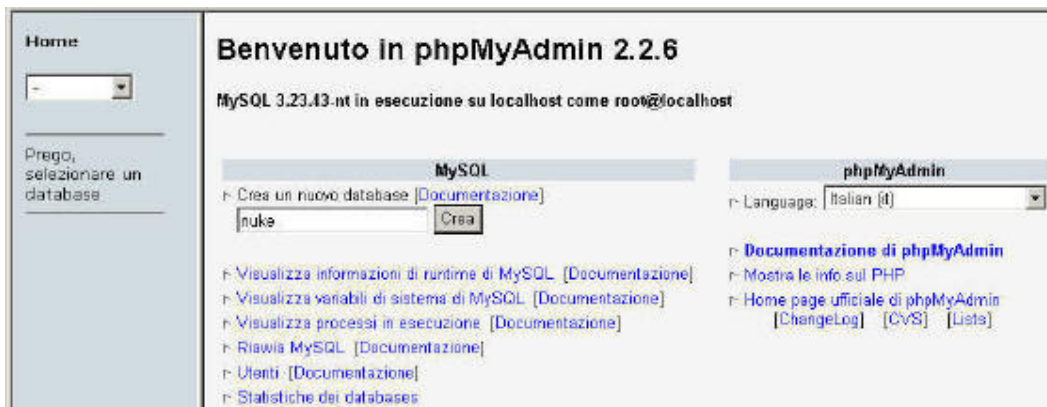 Home
-
Prego,
selezionare un
database
Benvenuto in phpMyAdmin 2.2.6
MySQL 3.23.43-nt in esecuzione su localhost come root@localhost
MySQL
Crea un nuovo database [Documentazione]
nuke Crea
Visualizza informazioni di runtime di MySQL [Documentazione]
Visualizza variabili di sistema di MySQL [Documentazione]
Visualizza processi in esecuzione [Documentazione]
Riavvia MySQL [Documentazione]
Utenti [Documentazione]
Statistiche dei databases
phpMyAdmin
Language: Italian (it)
Documentazione di phpMyAdmin
Mostra le info sul PHP
Home page ufficiale di phpMyAdmin
[ChangeLog] [CVS] [Lists]